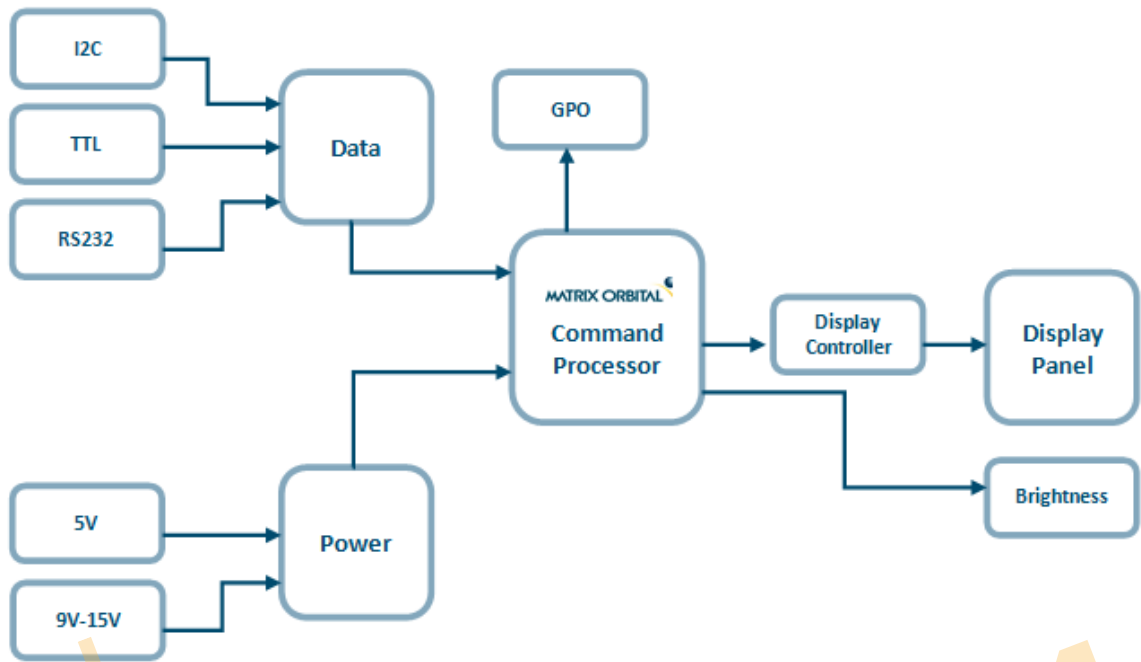 I2C
TTL
RS232
Data
GPO
MATRIX ORBITAL
Command
Processor
Display
Controller
Display
Panel
Brightness
5V
9V-15V
Power